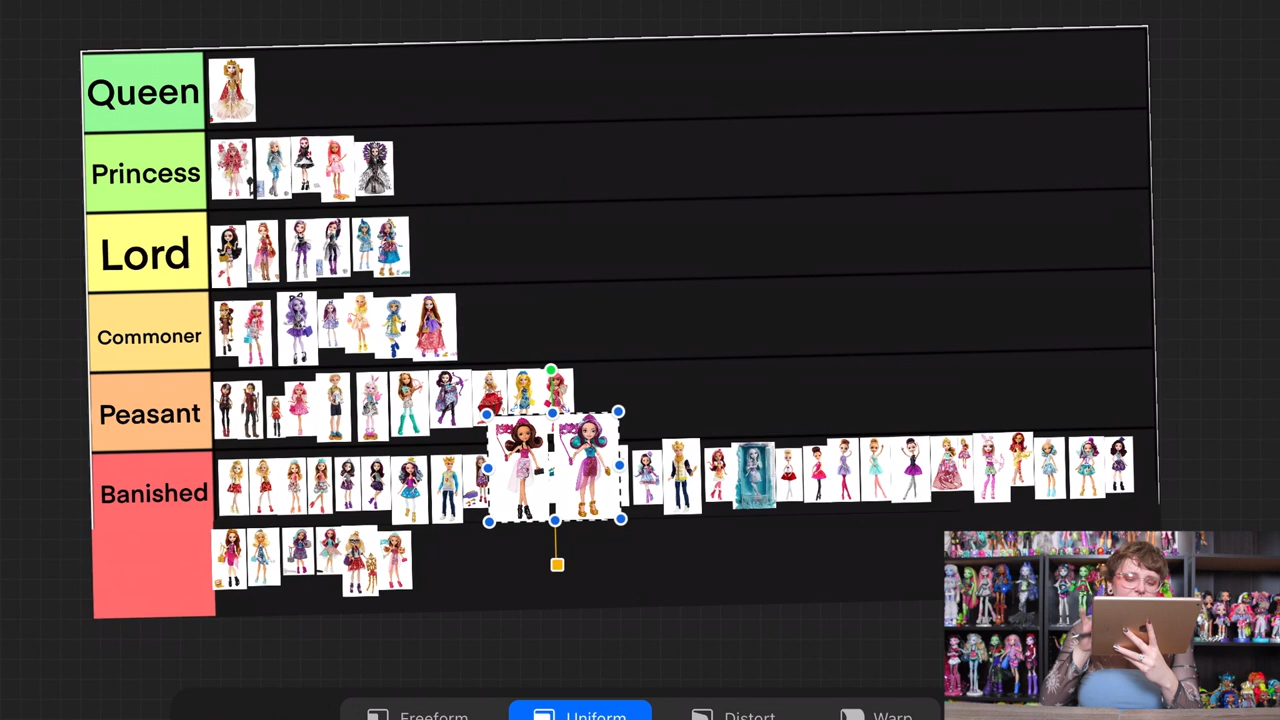 Queen
Princess
Lord
Commoner
Peasant
Banished
Freeform
Uniform
Distort
Warp